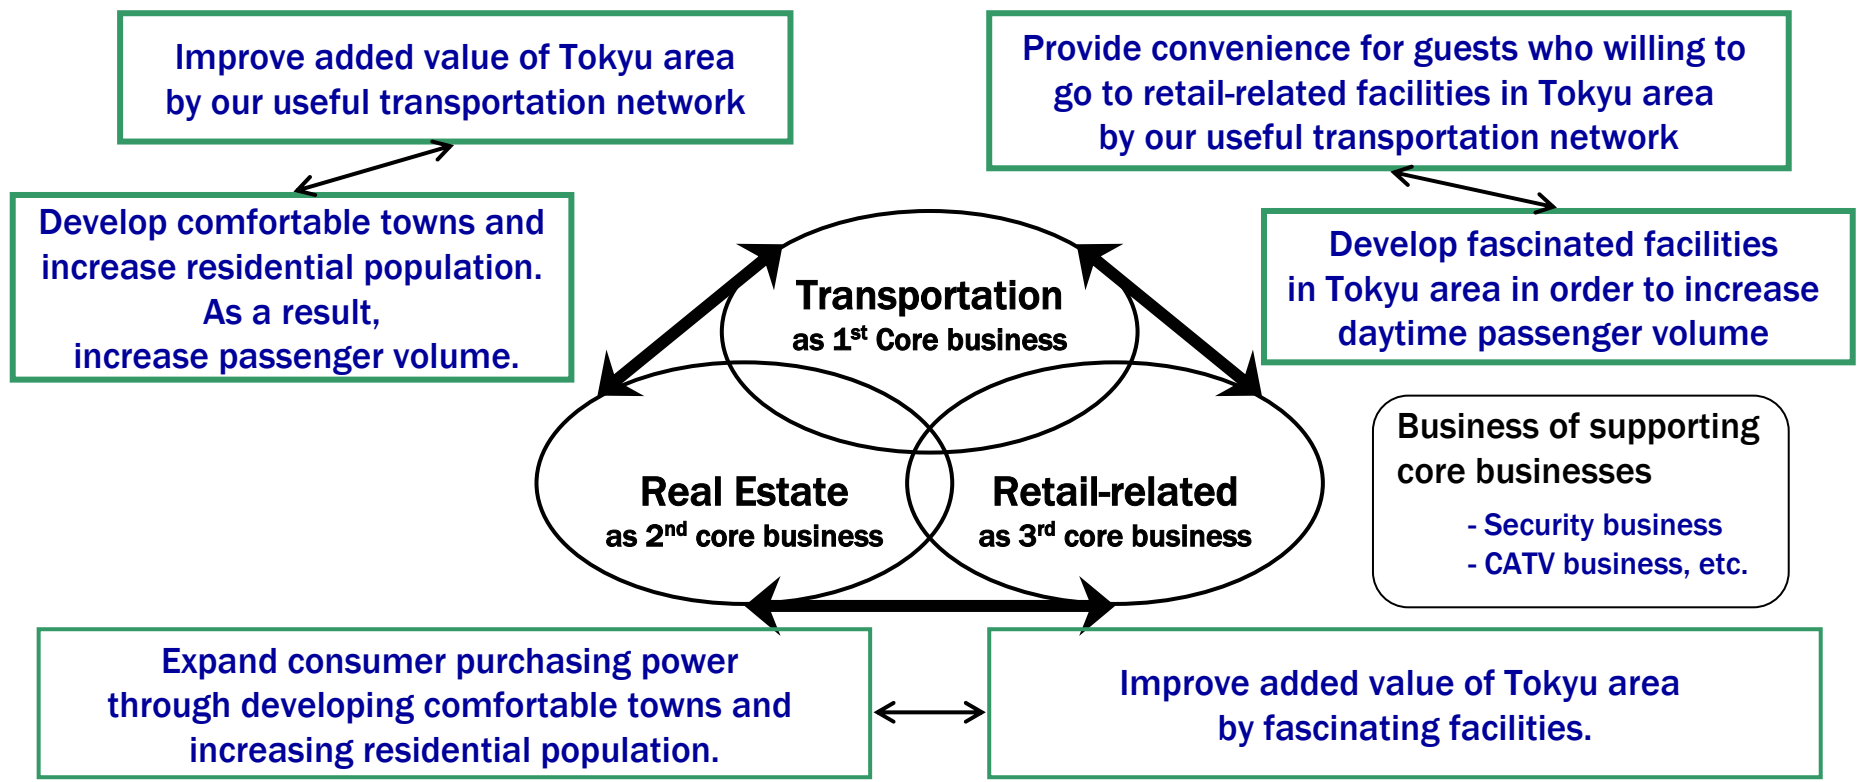 Improve added value of Tokyu area
by our useful transportation network
Provide convenience for guests who willing to
go to retail-related facilities in Tokyu area
by our useful transportation network
Develop comfortable towns and
increase residential population.
As a result,
increase passenger volume.
Develop fascinated facilities
in Tokyu area in order to increase
daytime passenger volume
Transportation
as 1st Core business
Real Estate
as 2nd core business
Retail-related
as 3rd core business
Business of supporting
core businesses
- Security business
- CATV business, etc.
Expand consumer purchasing power
through developing comfortable towns and
increasing residential population.
Improve added value of Tokyu area
by fascinating facilities.